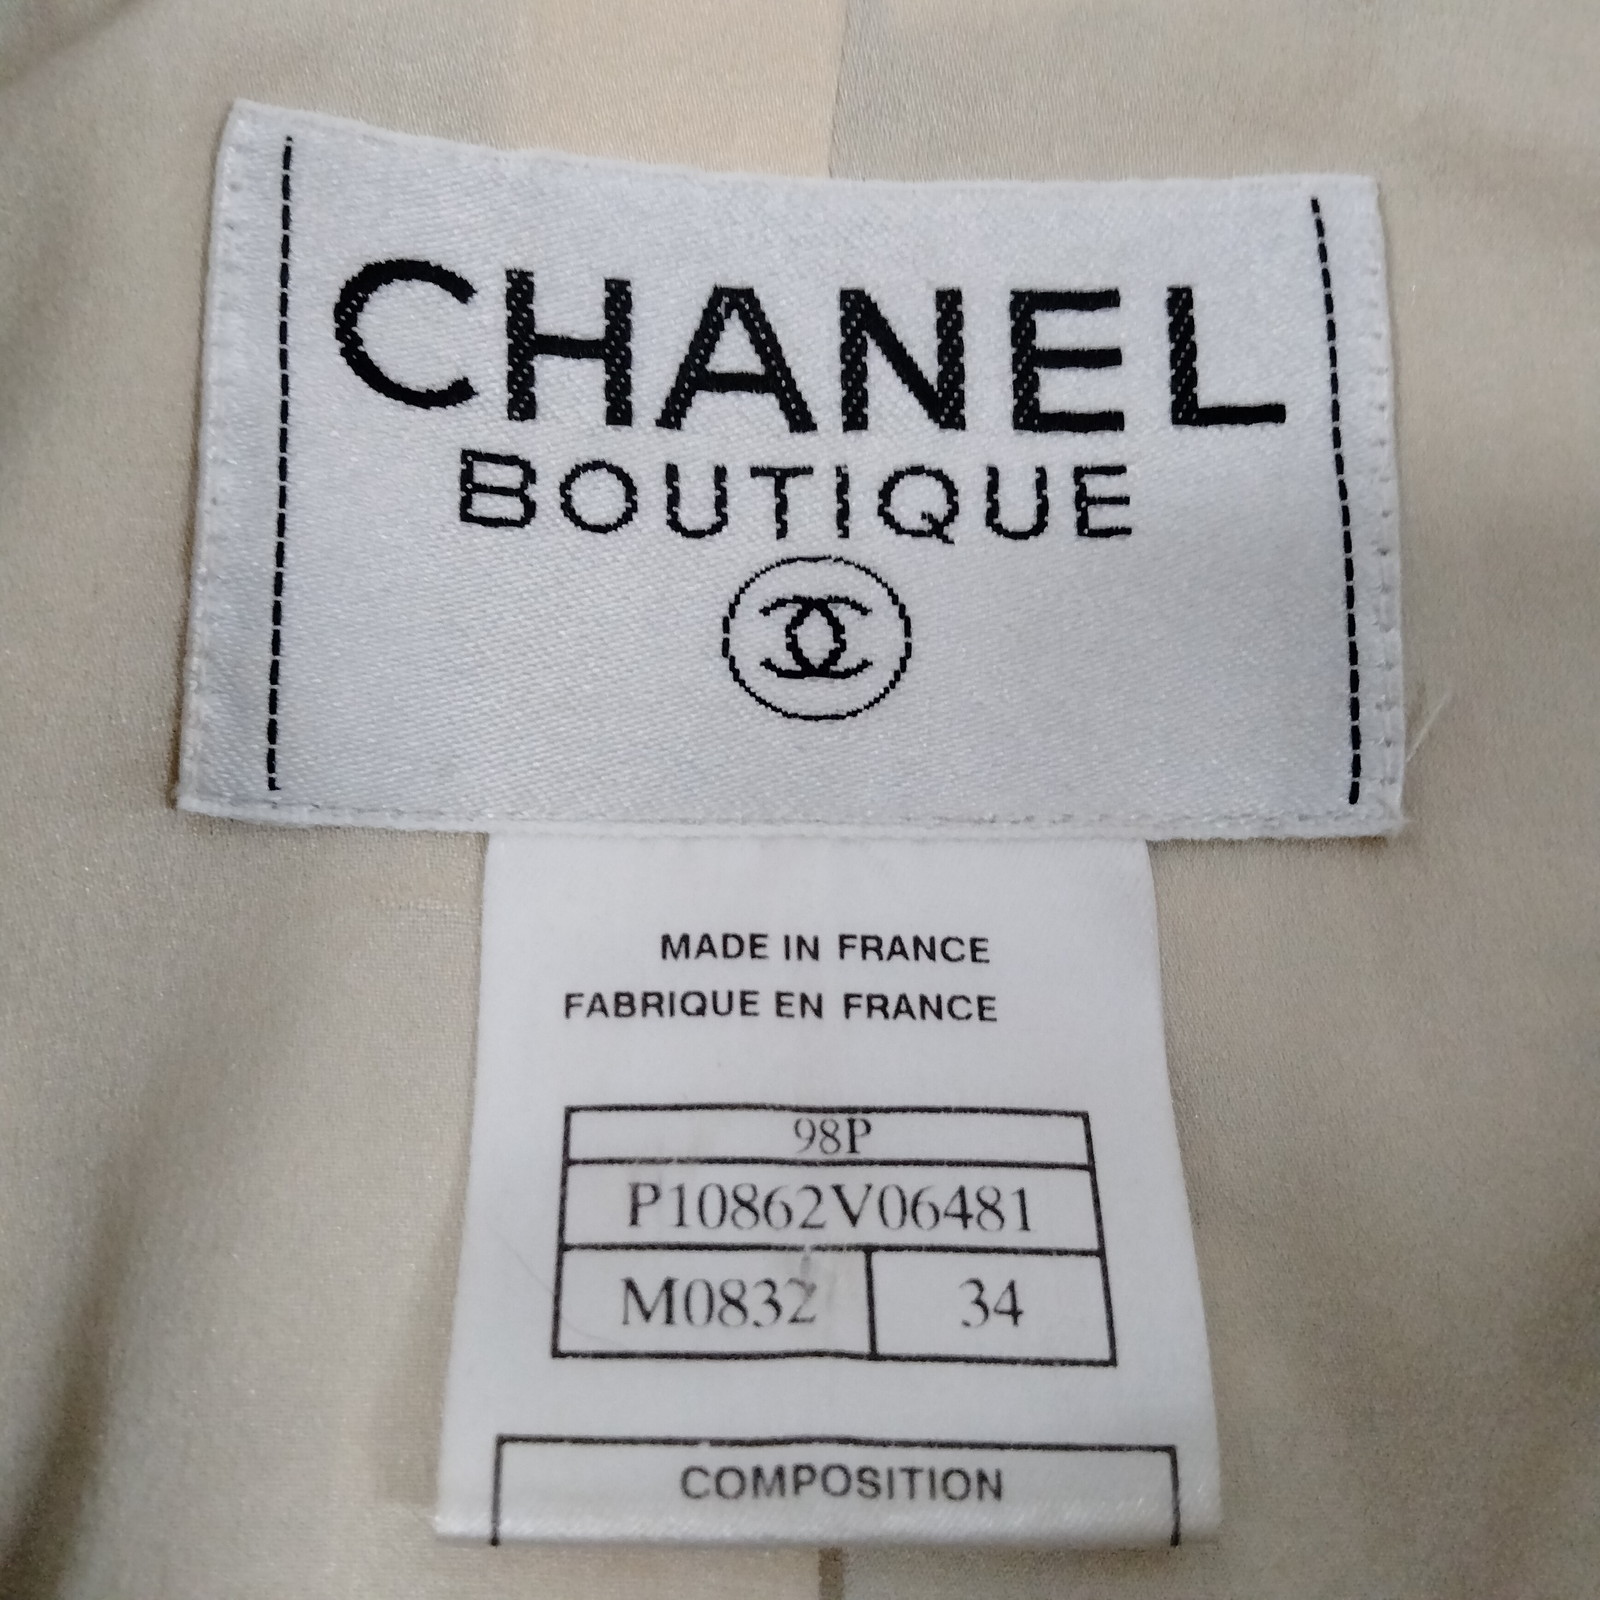 CHANEL
BOUTIQUE
MADE IN FRANCE
FABRIQUE EN FRANCE
98P
P10862V06481
M0832 34
COMPOSITION